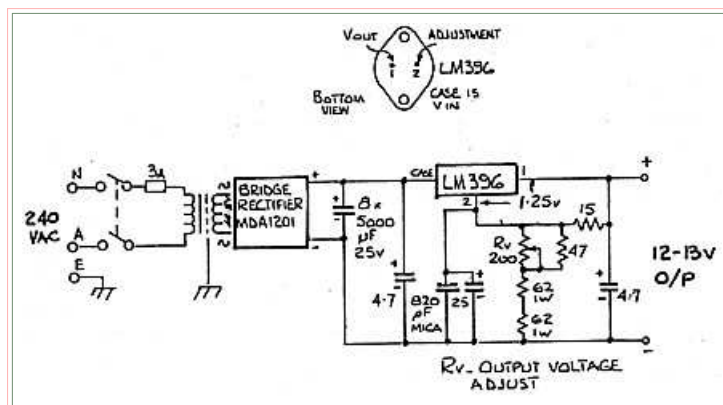 VOUT
ADJUSTMENT
1
2
LM396
BOTTOM
VIEW
CASE IS
VIN
N
240
VAC
A
E
BRIDGE
RECTIFIER
MDA1201
+
-
8x
5000
µF
25V
4.7
CASE
LM396
1
2
1.25V
15
RV
200
47
62
1W
62
1W
820
pF
MICA
25
4.7
12-13V
O/P
+
-
RV - OUTPUT VOLTAGE
ADJUST